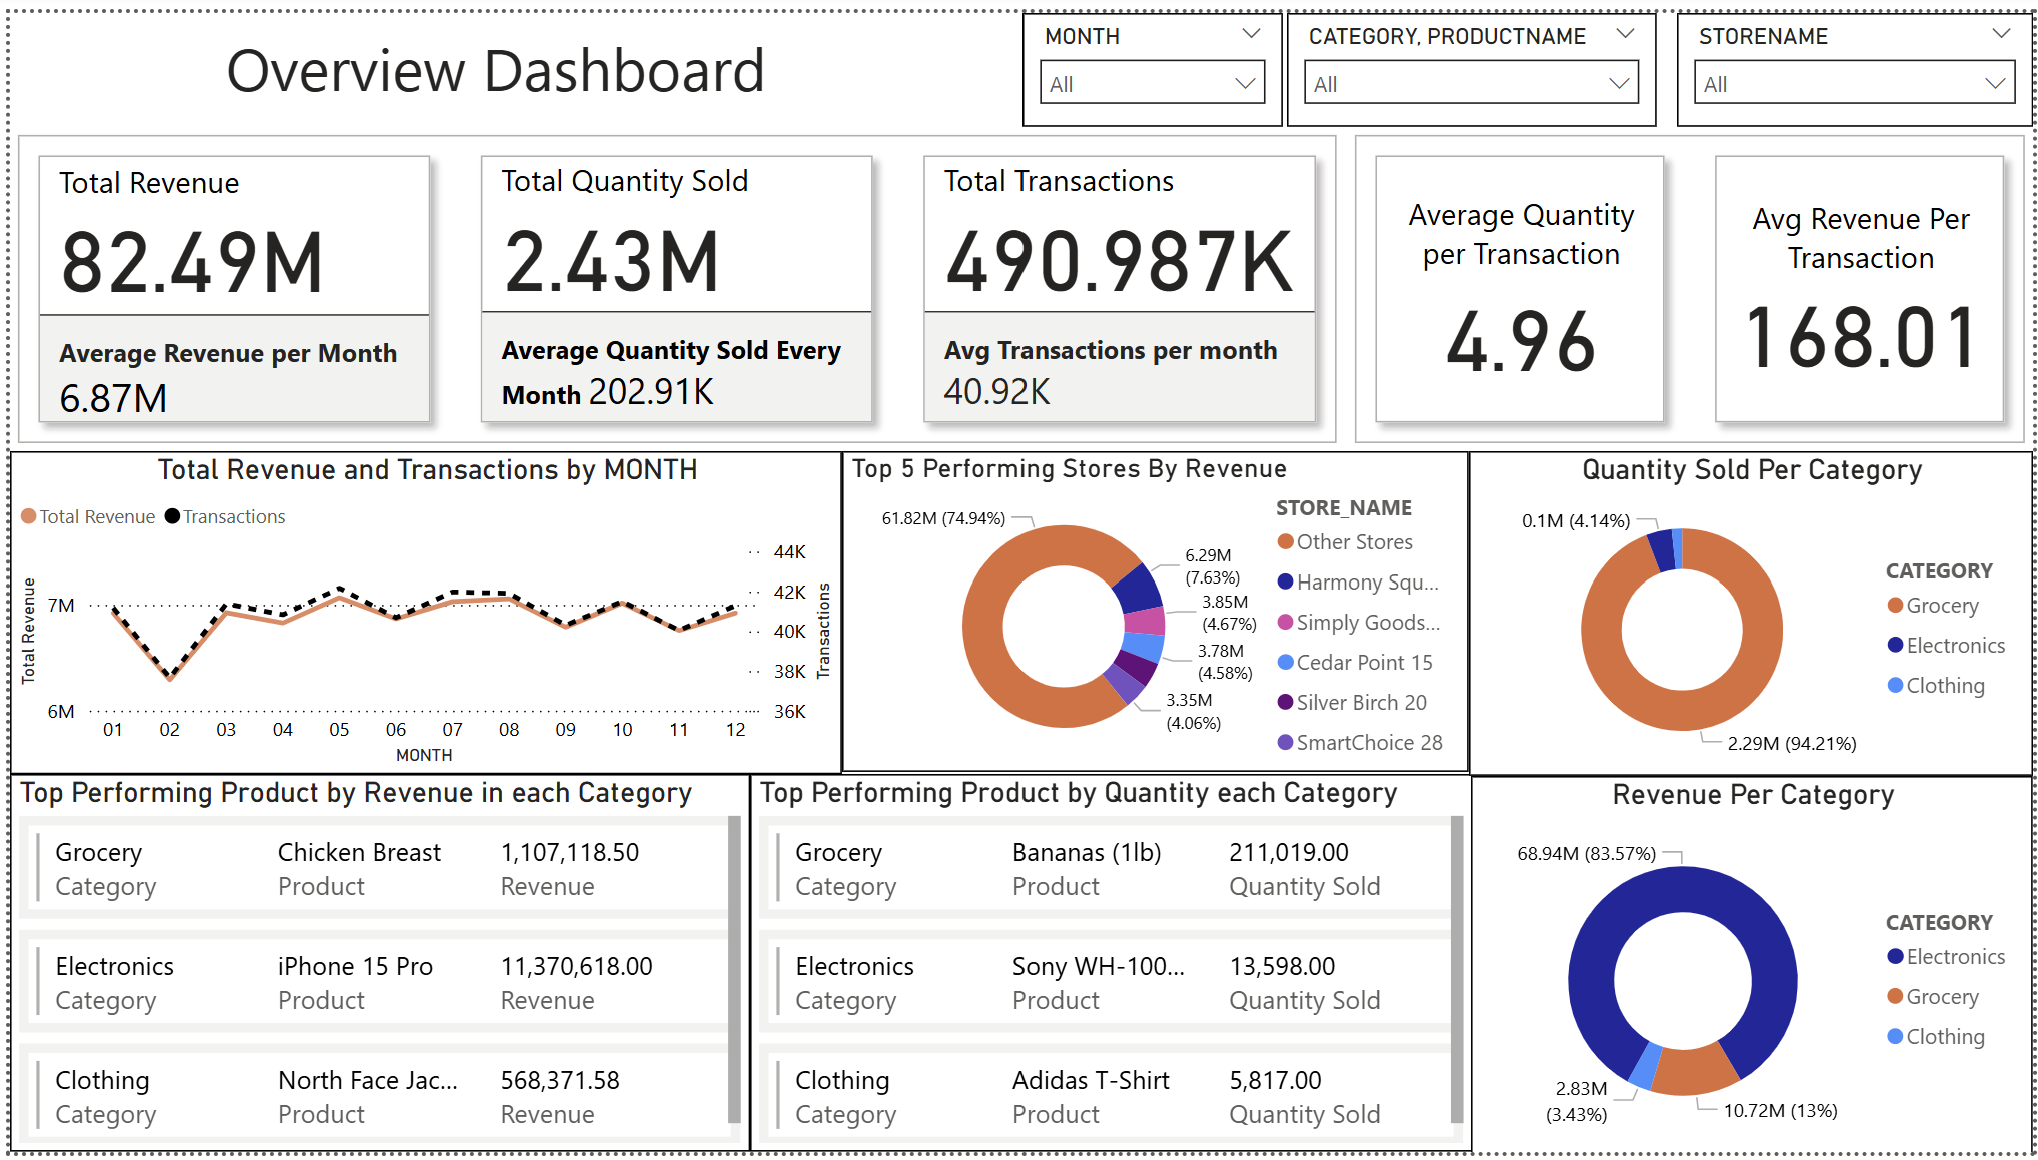 Overview Dashboard
MONTH
All
CATEGORY, PRODUCTNAME
All
STORENAME
All
Total Revenue
82.49M
Average Revenue per Month
6.87M
Total Quantity Sold
2.43M
Average Quantity Sold Every
Month 202.91K
Total Transactions
490.987K
Avg Transactions per month
40.92K
Average Quantity
per Transaction
4.96
Avg Revenue Per
Transaction
168.01
Total Revenue and Transactions by MONTH
Total Revenue Transactions
Total Revenue
7M
6M
44K
42K
40K
38K
36K
Transactions
01 02 03 04 05 06 07 08 09 10 11 12
MONTH
Top 5 Performing Stores By Revenue
61.82M (74.94%)
6.29M
(7.63%)
3.85M
(4.67%)
3.78M
(4.58%)
3.35M
(4.06%)
STORE_NAME
Other Stores
Harmony Squ...
Simply Goods...
Cedar Point 15
Silver Birch 20
SmartChoice 28
Quantity Sold Per Category
0.1M (4.14%)
2.29M (94.21%)
CATEGORY
Grocery
Electronics
Clothing
Top Performing Product by Revenue in each Category
Grocery Chicken Breast 1,107,118.50
Category Product Revenue
Electronics iPhone 15 Pro 11,370,618.00
Category Product Revenue
Clothing North Face Jac... 568,371.58
Category Product Revenue
Top Performing Product by Quantity each Category
Grocery Bananas (1lb) 211,019.00
Category Product Quantity Sold
Electronics Sony WH-100... 13,598.00
Category Product Quantity Sold
Clothing Adidas T-Shirt 5,817.00
Category Product Quantity Sold
Revenue Per Category
68.94M (83.57%)
2.83M
(3.43%)
10.72M (13%)
CATEGORY
Electronics
Grocery
Clothing